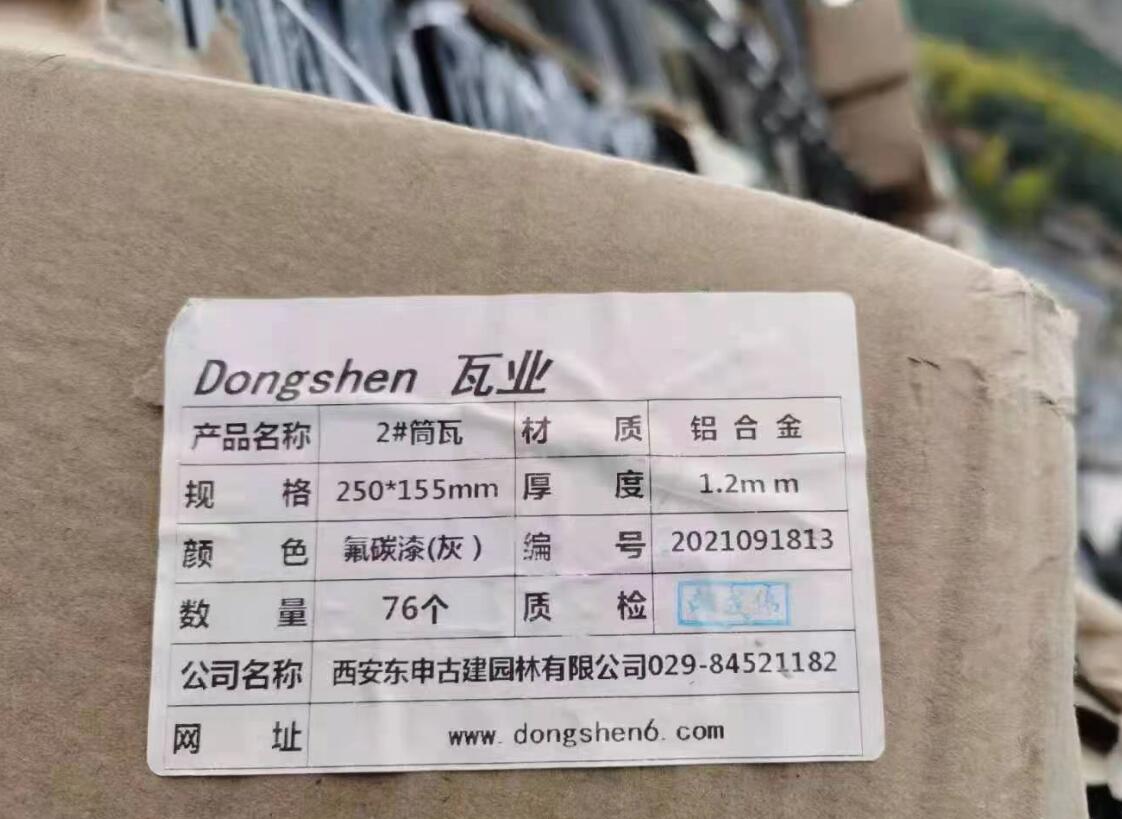 Dongshen 瓦业
产品名称 2#筒瓦 材 质 铝合金
规 格 250*155mm 厚 度 1.2mm
颜 色 氟碳漆(灰) 编 号 2021091813
数 量 76个 质 检
公司名称 西安东申古建园林有限公司029-84521182
网 址 www.dongshen6.com